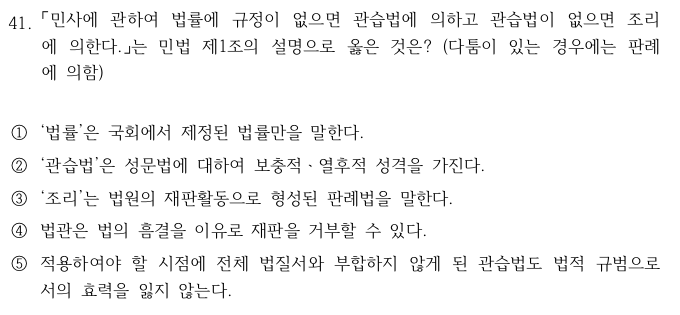 41. 「민사에 관하여 법률에 규정이 없으면 관습법에 의하고 관습법이 없으면 조리
에 의한다.」는 민법 제1조의 설명으로 옳은 것은? (다툼이 있는 경우에는 판례
에 의함)
① '법률'은 국회에서 제정된 법률만을 말한다.
② '관습법'은 성문법에 대하여 보충적·열후적 성격을 가진다.
③ '조리'는 법원의 재판활동으로 형성된 판례법을 말한다.
④ 법관은 법의 흠결을 이유로 재판을 거부할 수 있다.
⑤ 적용하여야 할 시점에 전체 법질서와 부합하지 않게 된 관습법도 법적 규범으로
서의 효력을 잃지 않는다.